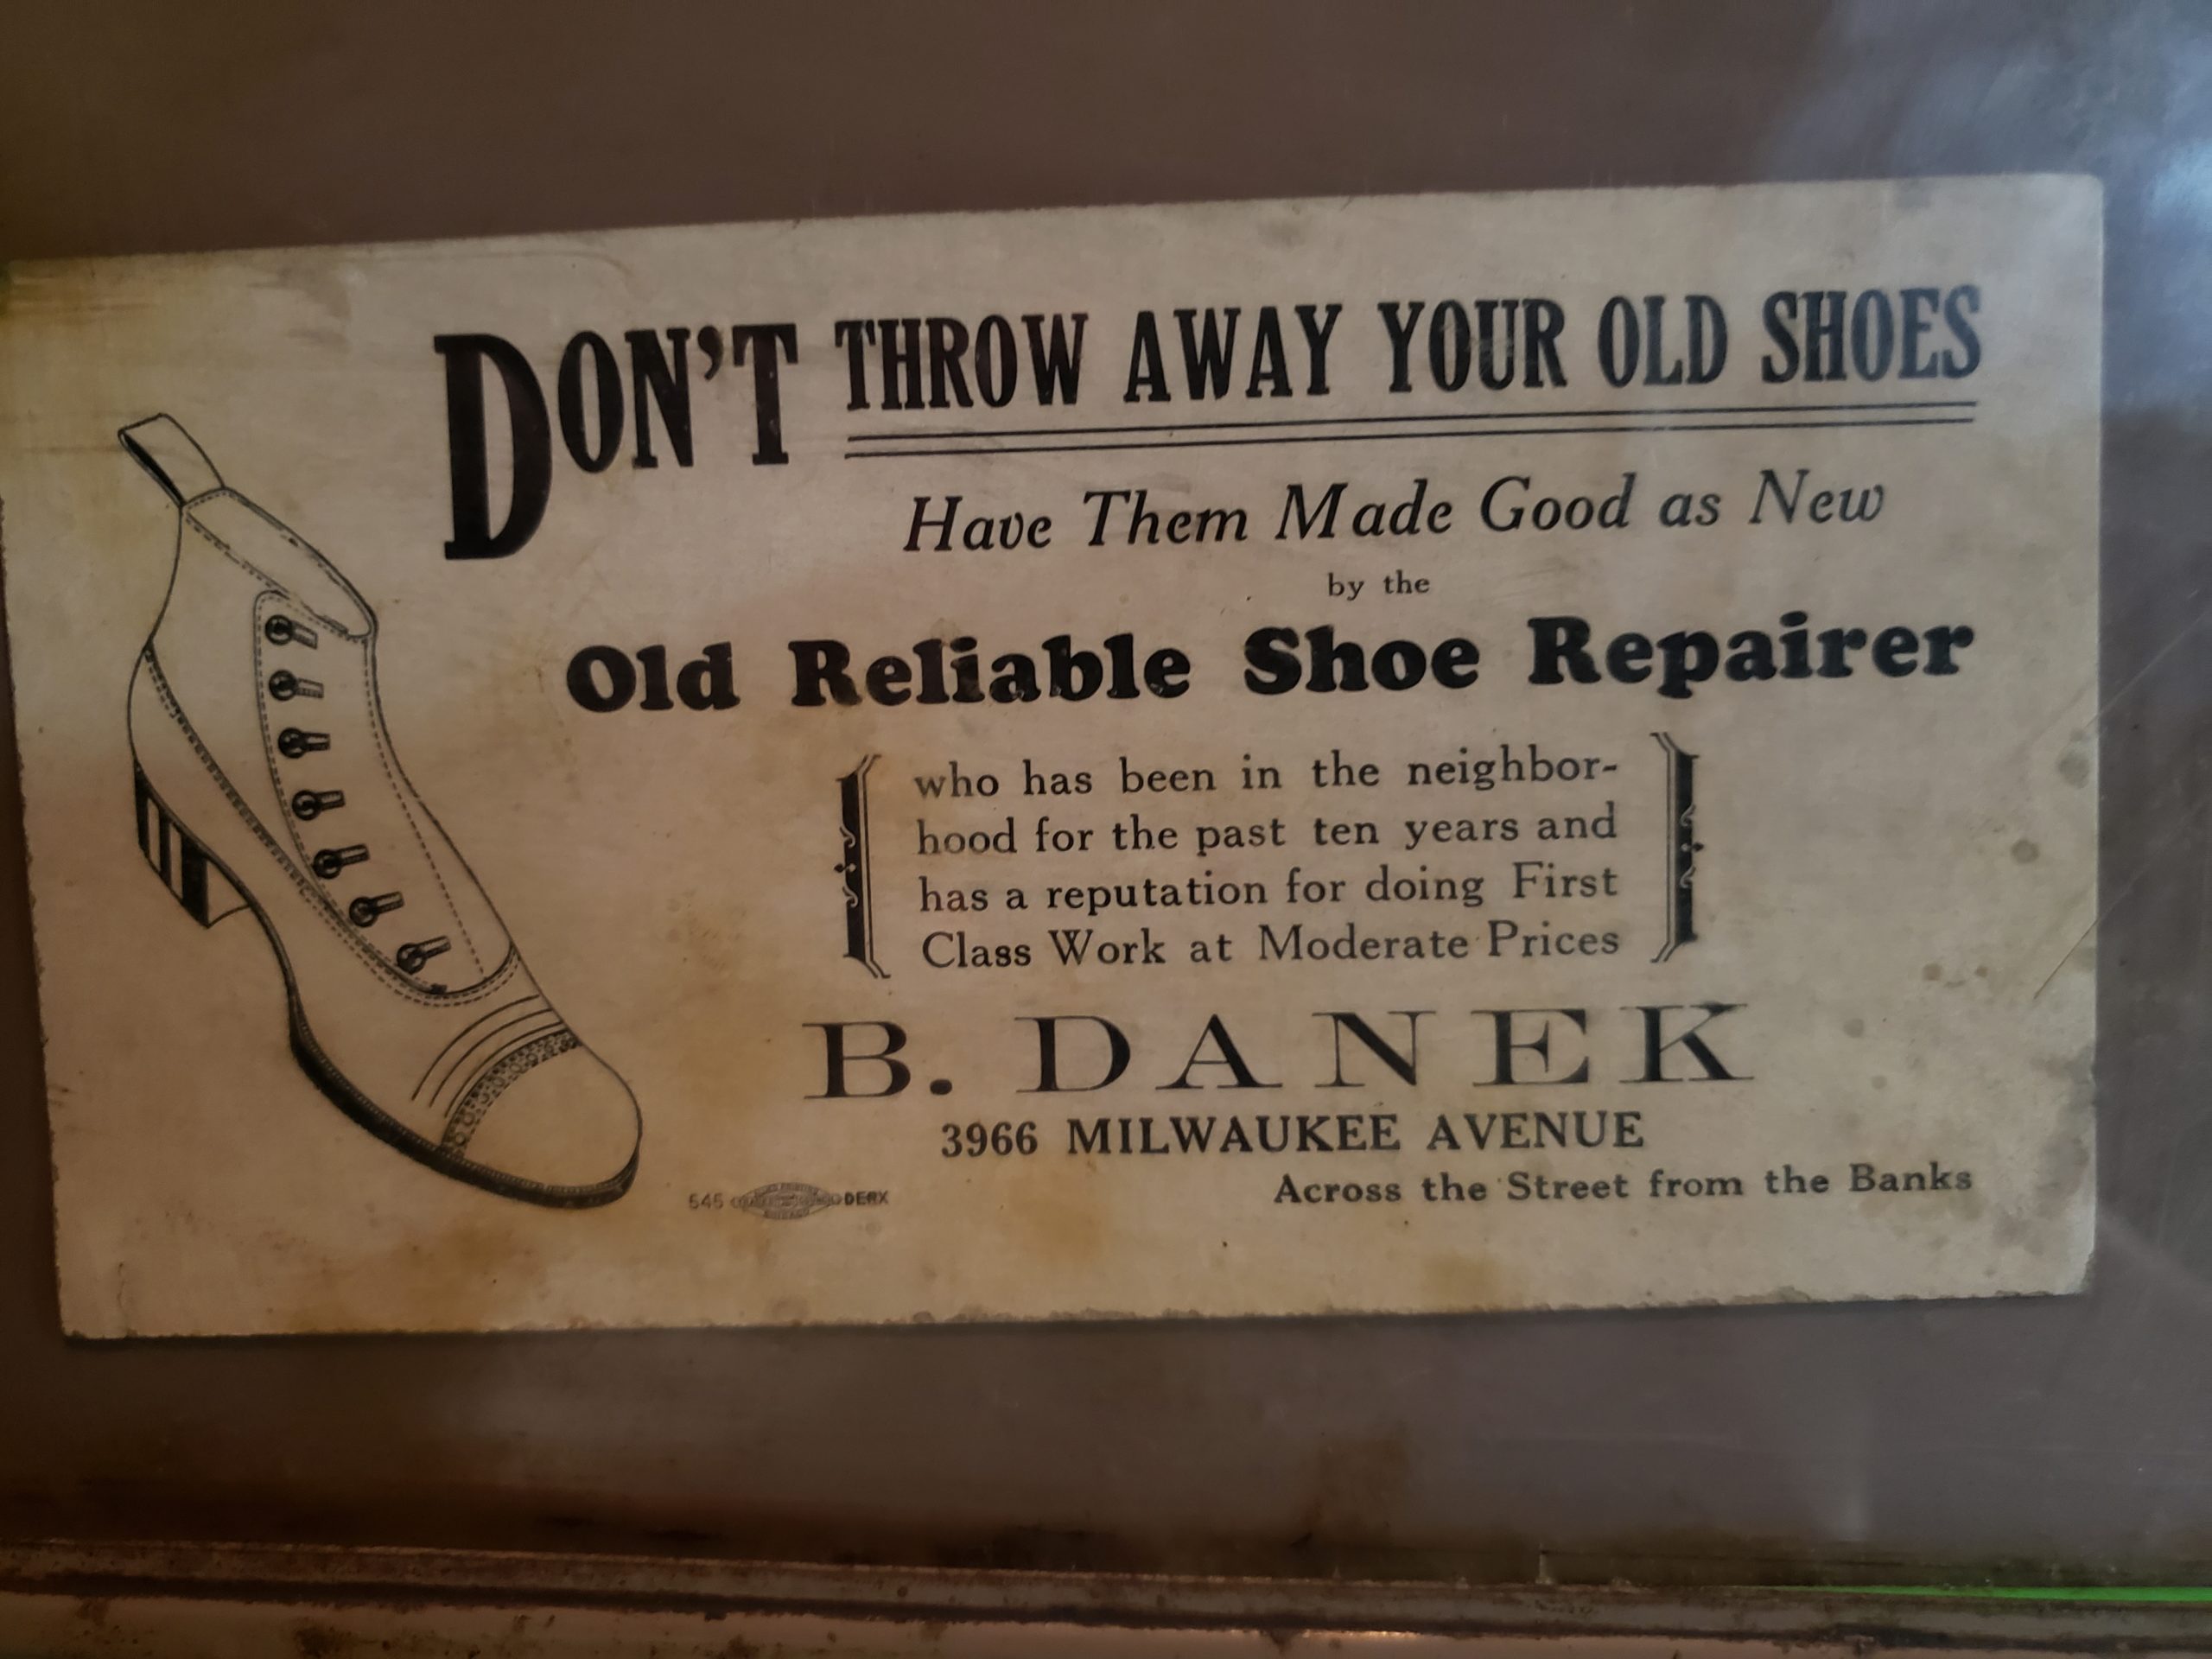 DON'T THROW AWAY YOUR OLD SHOES
Have Them Made Good as New
by the
Old Reliable Shoe Repairer
who has been in the neighbor-
hood for the past ten years and
has a reputation for doing First
Class Work at Moderate Prices
B. DANEK
3966 MILWAUKEE AVENUE
Across the Street from the Banks
545 DERX